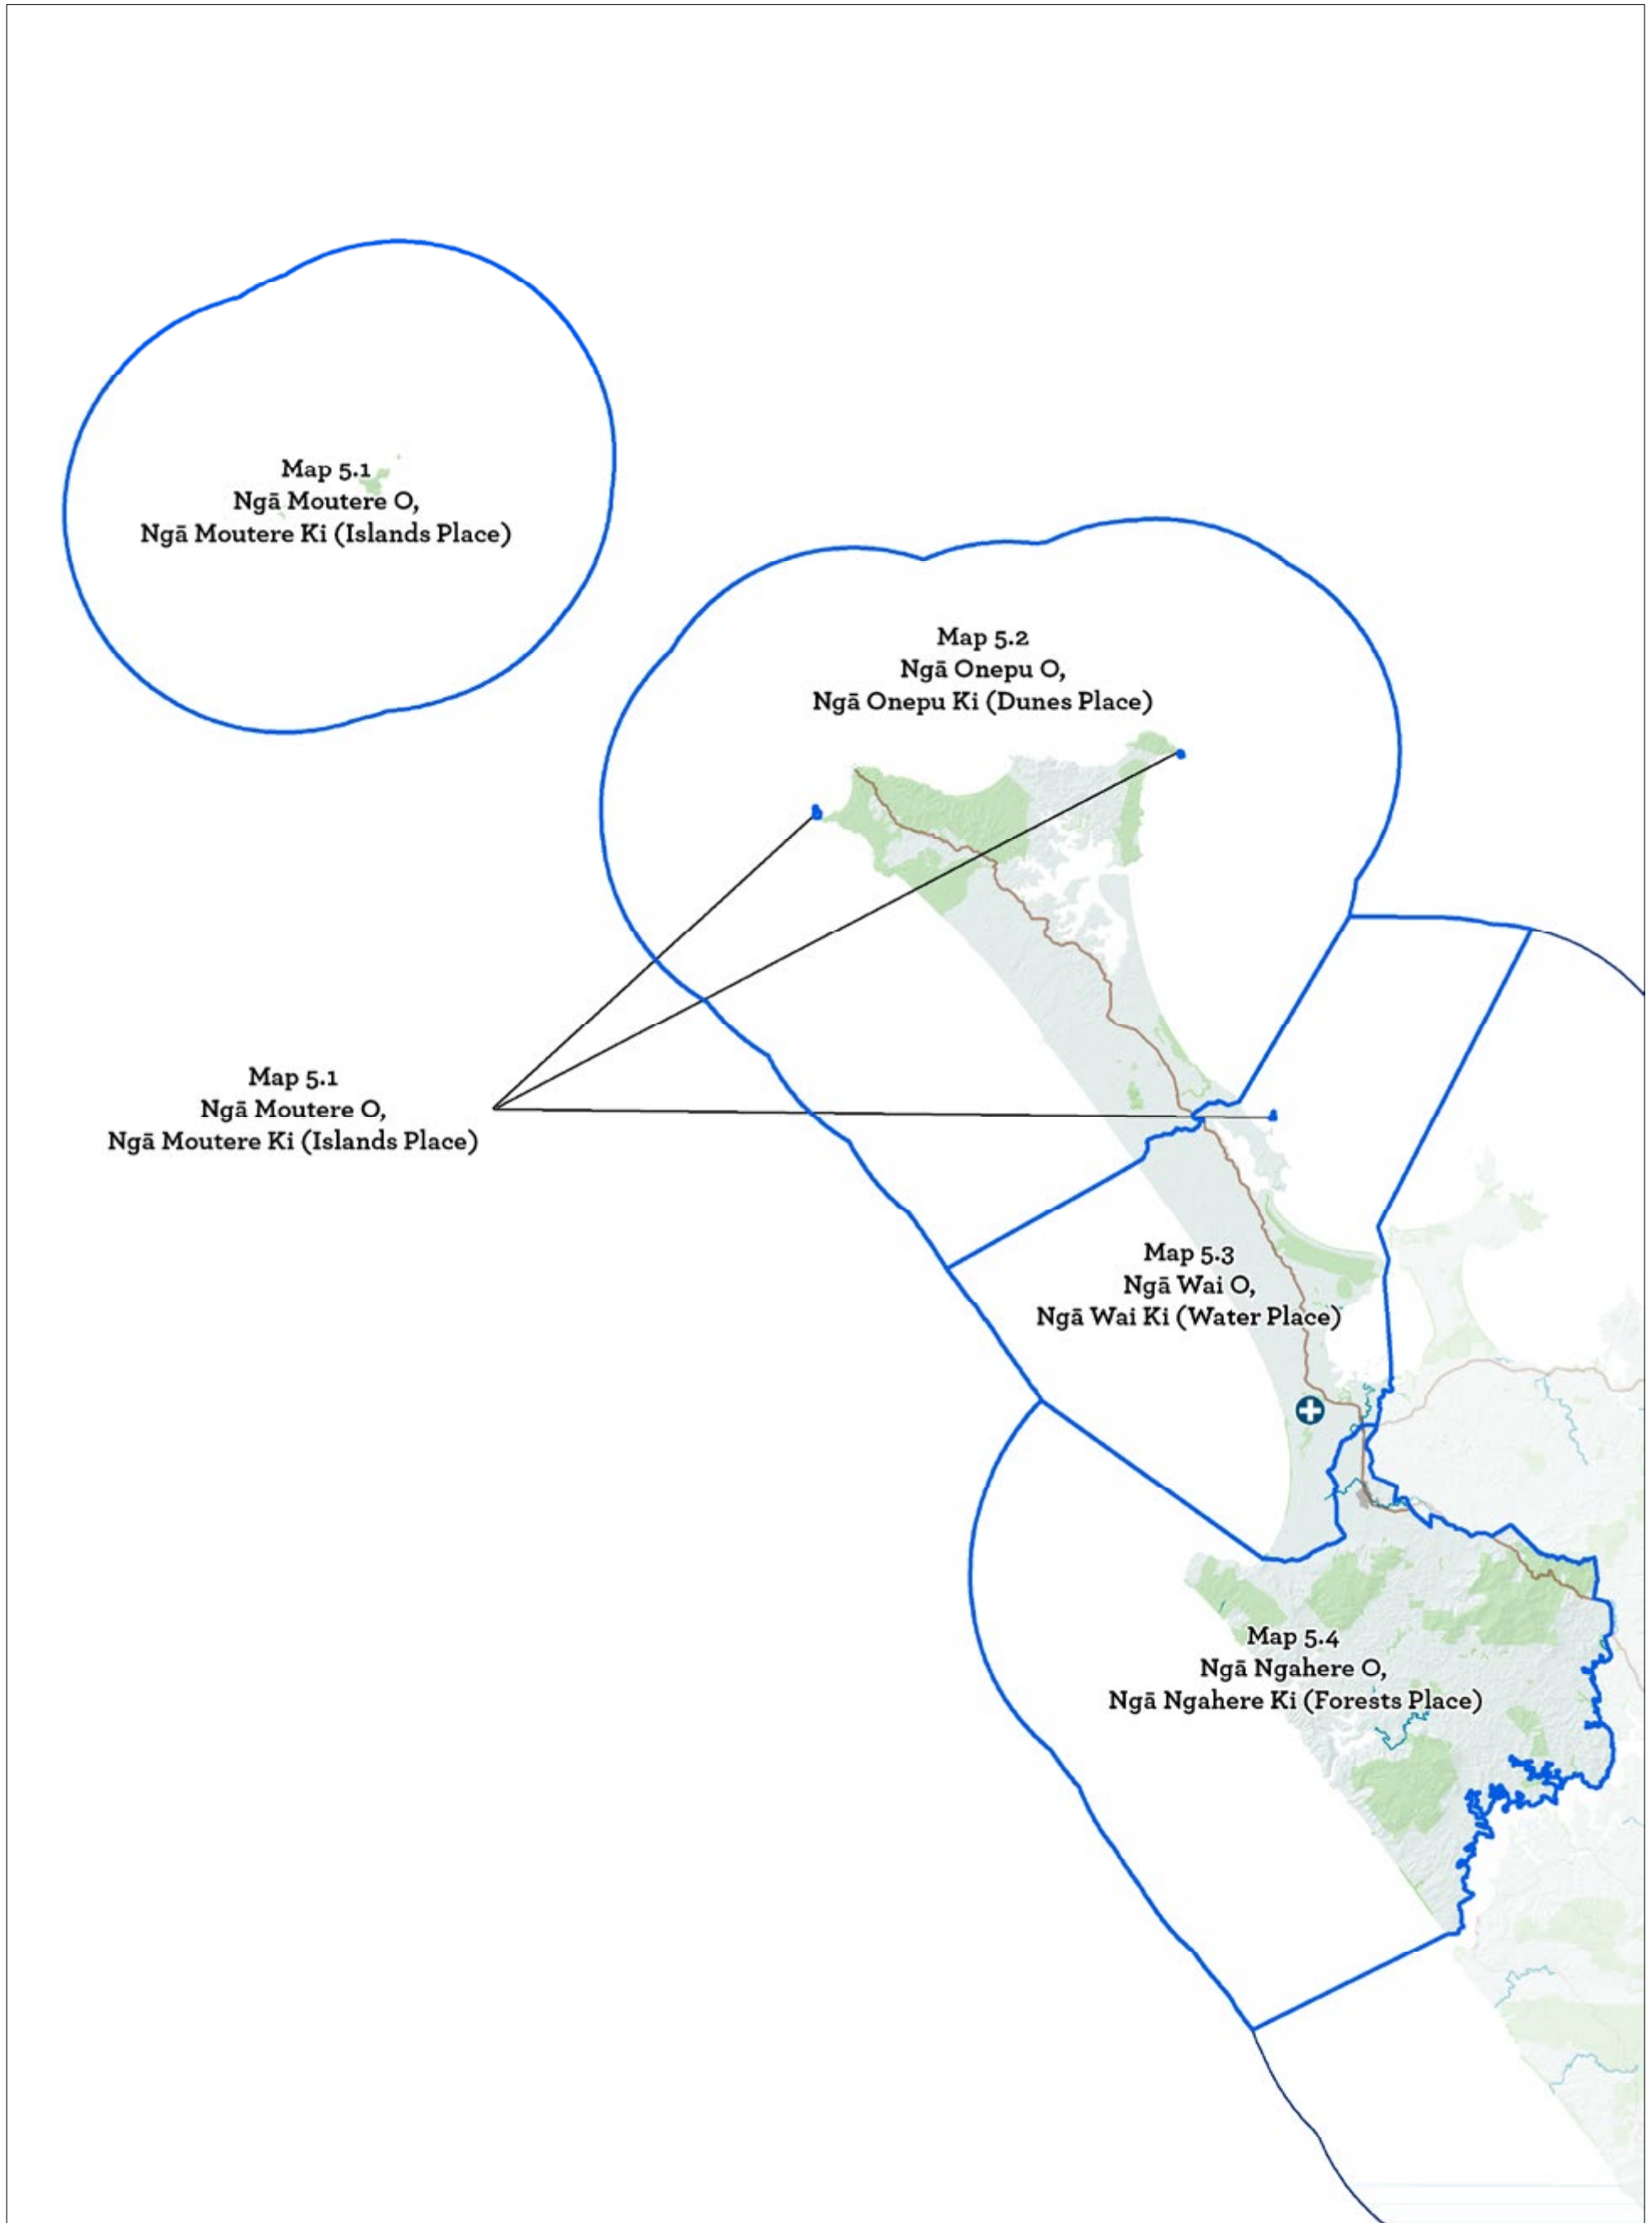 Map 5.1
Ngā Moutere O,
Ngā Moutere Ki (Islands Place)
Map 5.2
Ngā Onepu O,
Ngā Onepu Ki (Dunes Place)
Map 5.1
Ngā Moutere O,
Ngā Moutere Ki (Islands Place)
Map 5.3
Ngā Wai O,
Ngā Wai Ki (Water Place)
Map 5.4
Ngā Ngahere O,
Ngā Ngahere Ki (Forests Place)